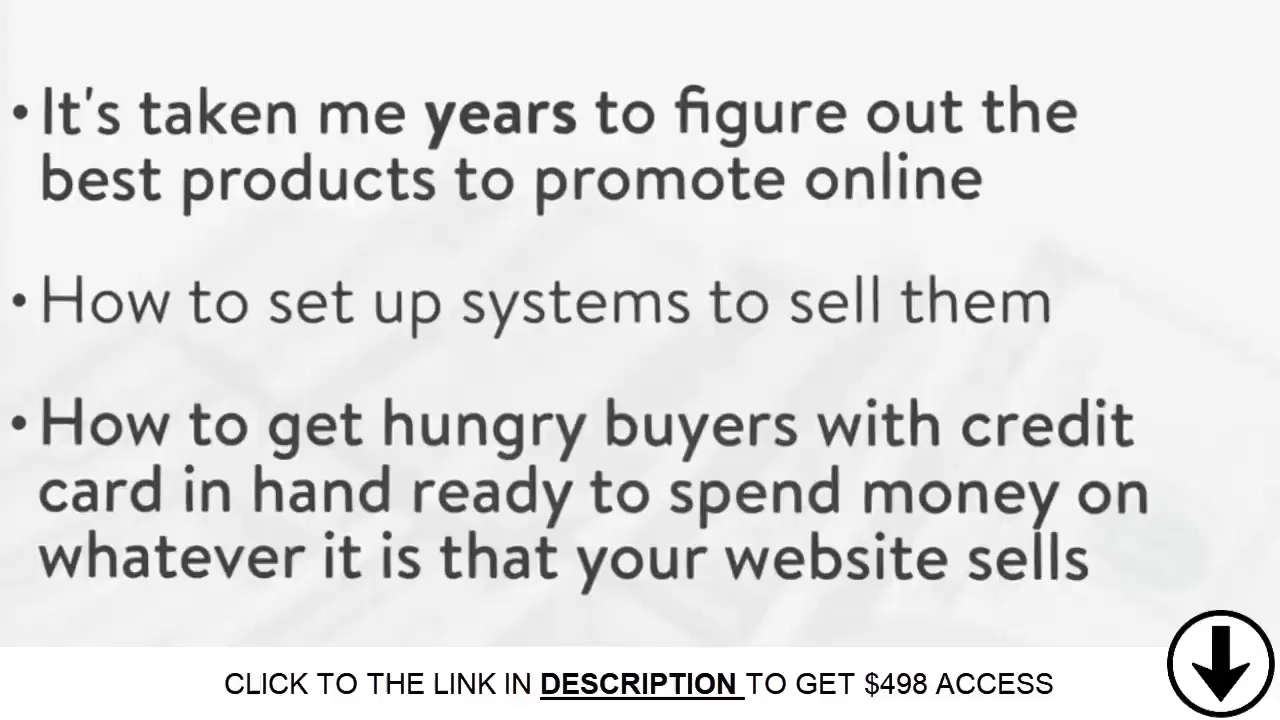 • It's taken me years to figure out the
best products to promote online
• How to set up systems to sell them
• How to get hungry buyers with credit
card in hand ready to spend money on
whatever it is that your website sells
CLICK TO THE LINK IN DESCRIPTION TO GET $498 ACCESS